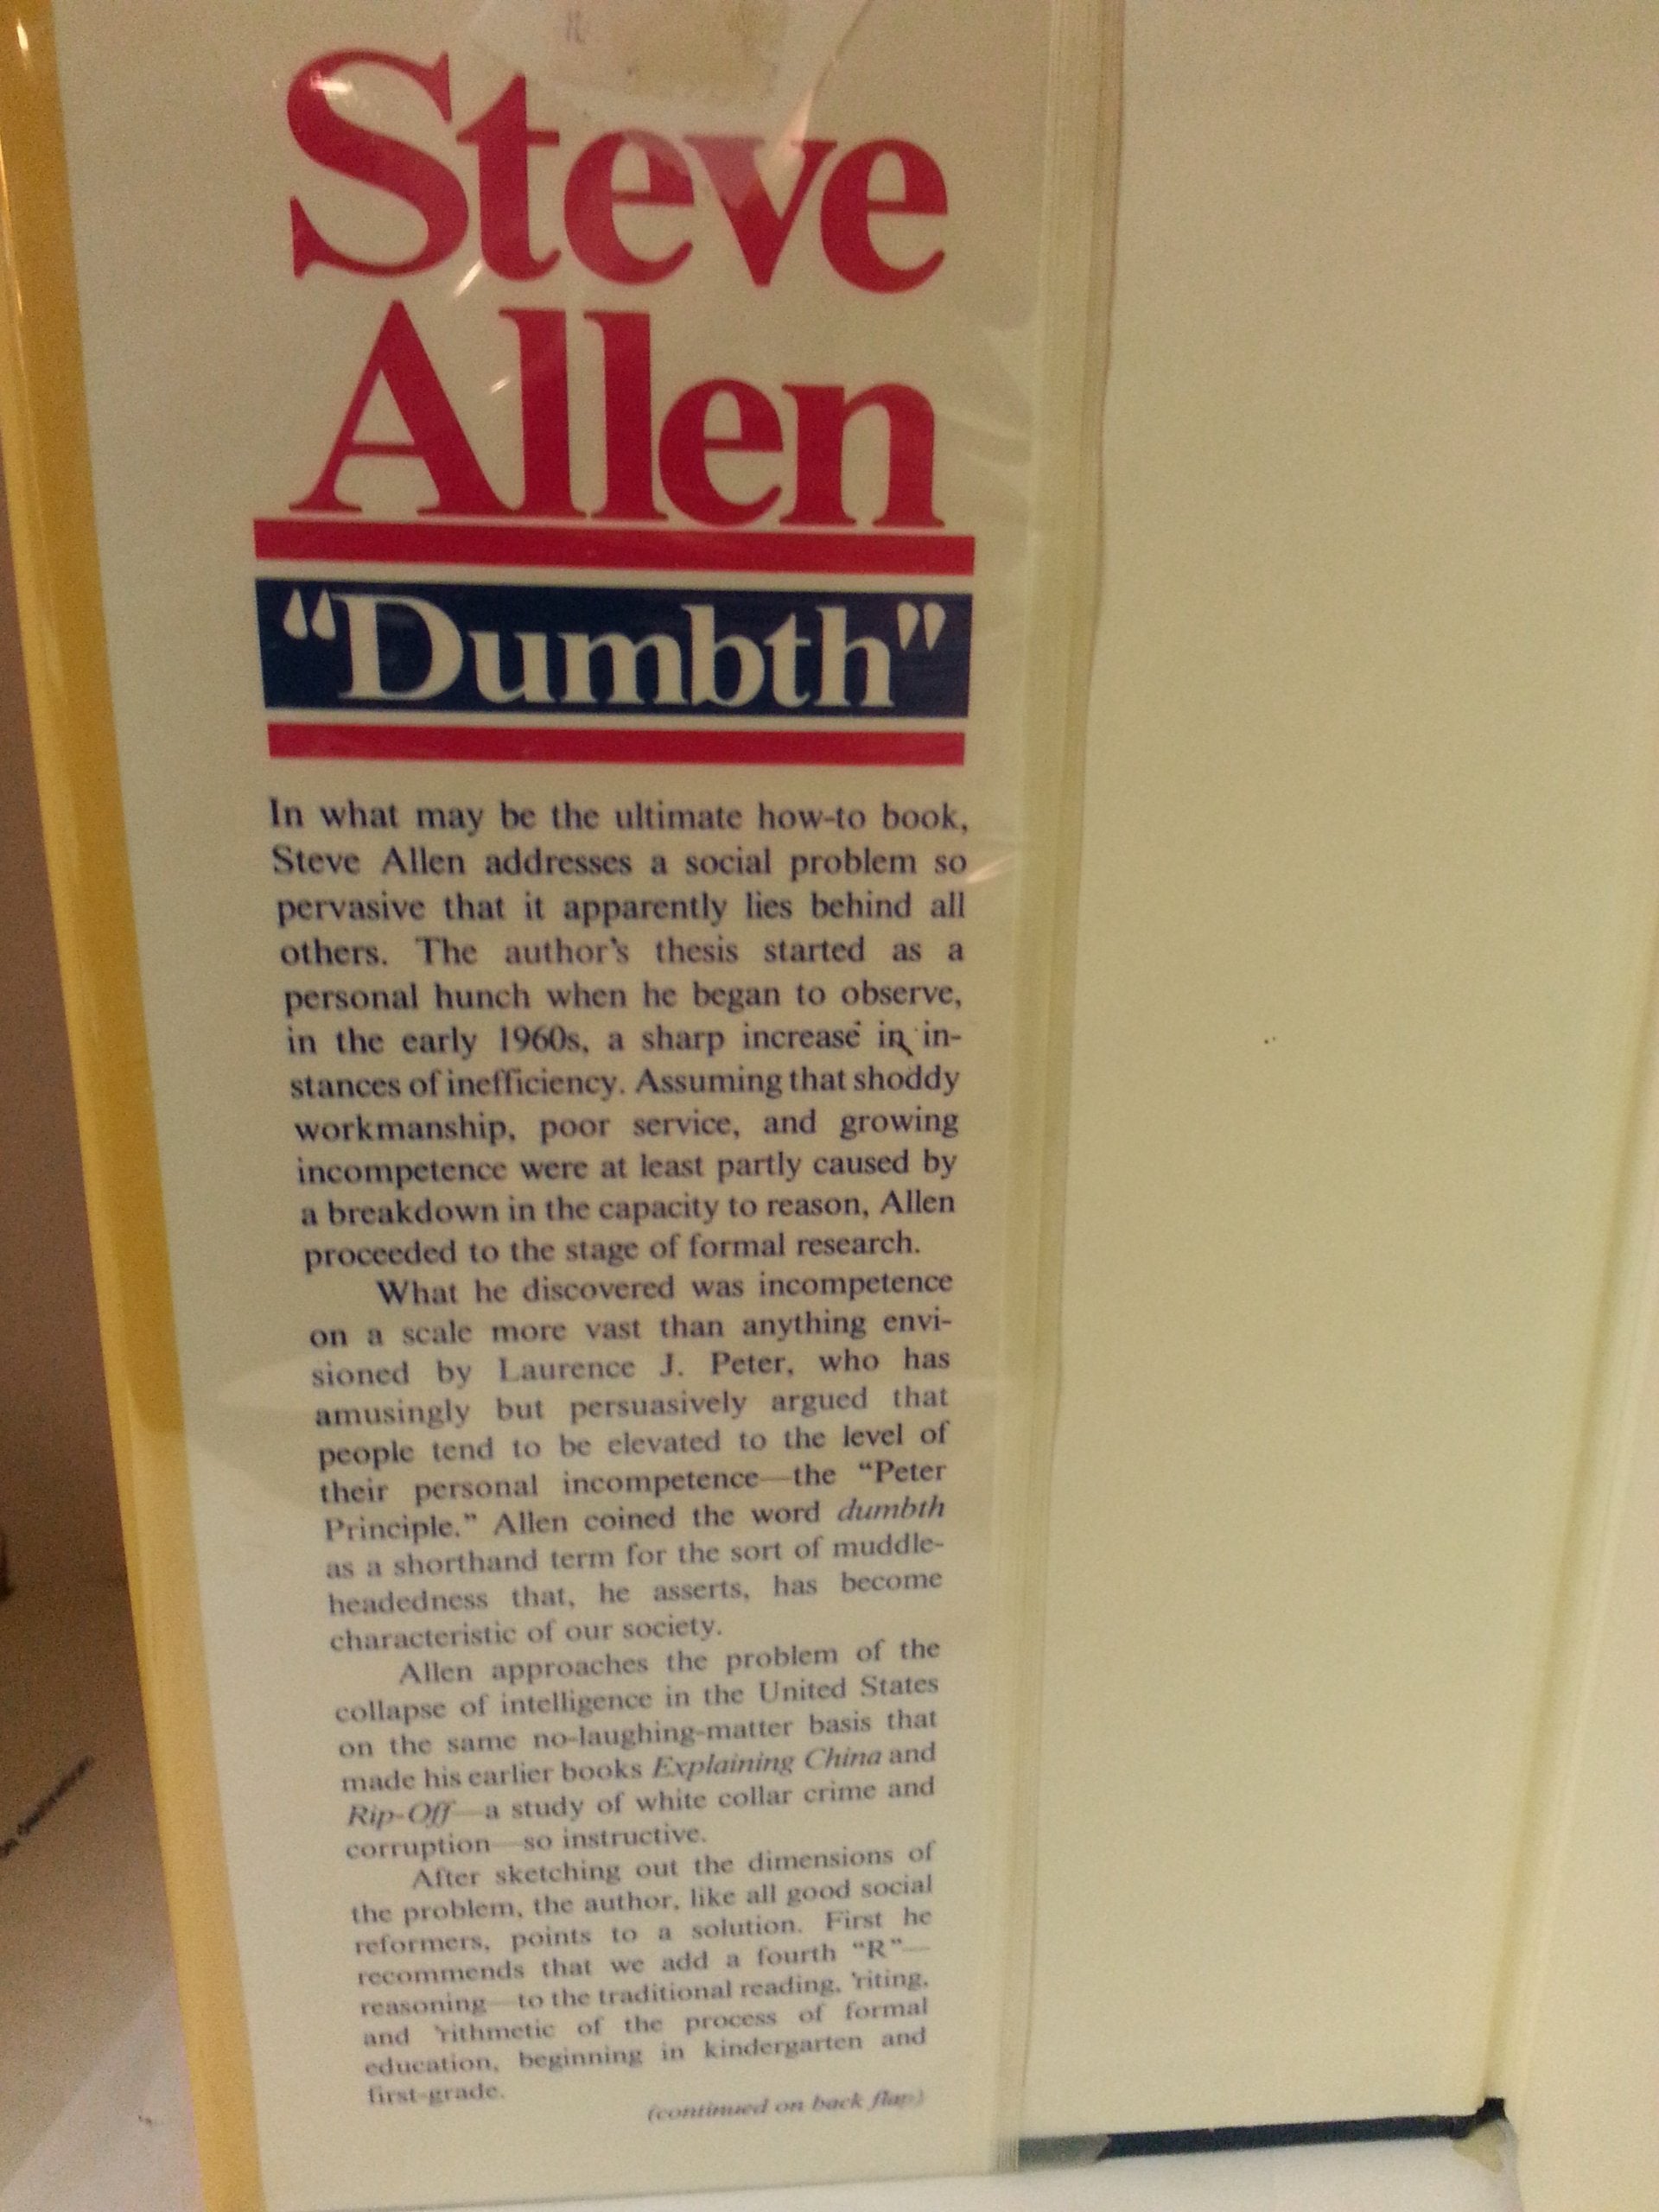 Steve
Allen
“Dumbth”
In what may be the ultimate how-to book,
Steve Allen addresses a social problem so
pervasive that it apparently lies behind all
others. The author's thesis started as a
personal hunch when he began to observe,
in the early 1960s, a sharp increase in in-
stances of inefficiency. Assuming that shoddy
workmanship, poor service, and growing
incompetence were at least partly caused by
a breakdown in the capacity to reason, Allen
proceeded to the stage of formal research.
What he discovered was incompetence
on a scale more vast than anything envi-
sioned by Laurence J. Peter, who has
amusingly but persuasively argued that
people tend to be elevated to the level of
their personal incompetence—the “Peter
Principle.” Allen coined the word dumbth
as a shorthand term for the sort of muddle-
headedness that, he asserts, has become
characteristic of our society.
Allen approaches the problem of the
collapse of intelligence in the United States
on the same no-laughing-matter basis that
made his earlier books Explaining China and
Rip-Off—a study of white collar crime and
corruption—so instructive.
After sketching out the dimensions of
the problem, the author, like all good social
reformers, points to a solution. First he
recommends that we add a fourth “R”—
reasoning—to the traditional reading, 'riting,
and 'rithmetic of the process of formal
education, beginning in kindergarten and
first-grade.
(continued on back flap)